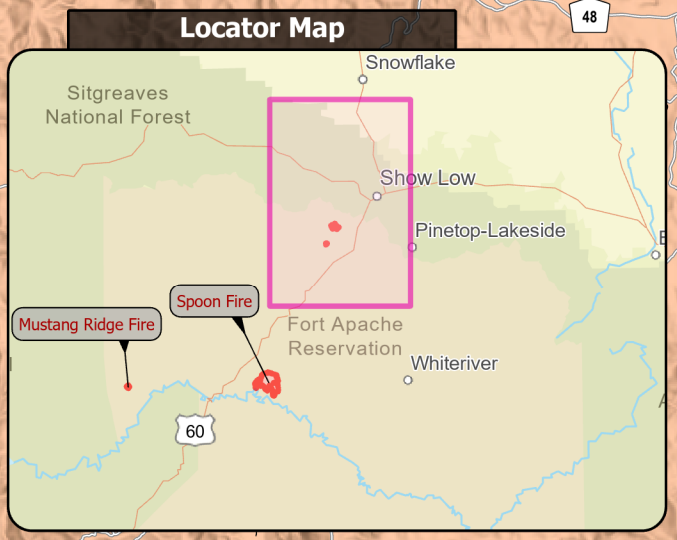 Locator Map
48
Snowflake
Sitgreaves
National Forest
Show Low
Pinetop-Lakeside
Spoon Fire
Mustang Ridge Fire
Fort Apache
Reservation
Whiteriver
60